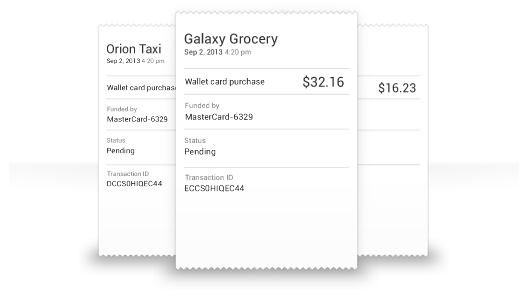 Orion Taxi
Sep 2, 2013 4:20 pm
Wallet card purchase
$16.23
Funded by
MasterCard-6329
Status
Pending
Transaction ID
DCCS0HIQEC44
Galaxy Grocery
Sep 2, 2013 4:20 pm
Wallet card purchase
$32.16
Funded by
MasterCard-6329
Status
Pending
Transaction ID
ECCS0HIQEC44